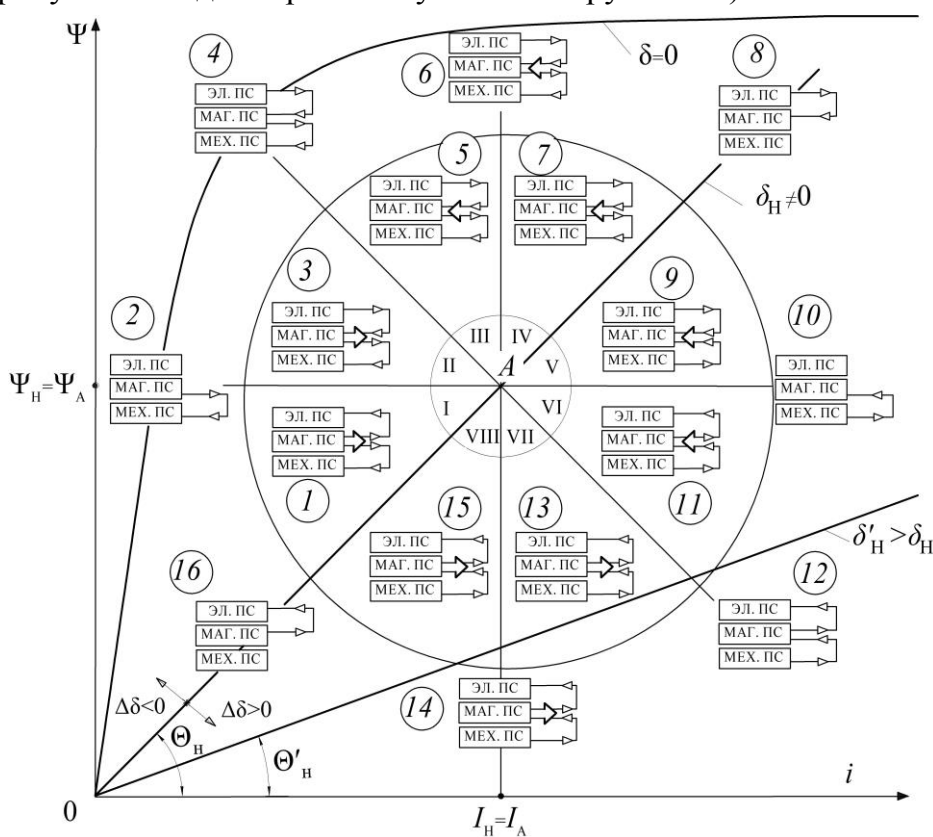 Ψ
4
ЭЛ. ПС
МАГ. ПС
МЕХ. ПС
6
ЭЛ. ПС
МАГ. ПС
МЕХ. ПС
δ=0
8
ЭЛ. ПС
МАГ. ПС
МЕХ. ПС
5
ЭЛ. ПС
МАГ. ПС
МЕХ. ПС
7
ЭЛ. ПС
МАГ. ПС
МЕХ. ПС
δН≠0
3
ЭЛ. ПС
МАГ. ПС
МЕХ. ПС
9
ЭЛ. ПС
МАГ. ПС
МЕХ. ПС
2
ЭЛ. ПС
МАГ. ПС
МЕХ. ПС
10
ЭЛ. ПС
МАГ. ПС
МЕХ. ПС
III IV
II A V
ΨН=ΨА
I VI
VIII VII
ЭЛ. ПС
МАГ. ПС
МЕХ. ПС
1
ЭЛ. ПС
МАГ. ПС
МЕХ. ПС
11
15
ЭЛ. ПС
МАГ. ПС
МЕХ. ПС
13
ЭЛ. ПС
МАГ. ПС
МЕХ. ПС
δ'Н>δН
16
ЭЛ. ПС
МАГ. ПС
МЕХ. ПС
12
ЭЛ. ПС
МАГ. ПС
МЕХ. ПС
14
ЭЛ. ПС
МАГ. ПС
МЕХ. ПС
Δδ<0
Δδ>0
Θн
Θ'н
0
i
IН=IА